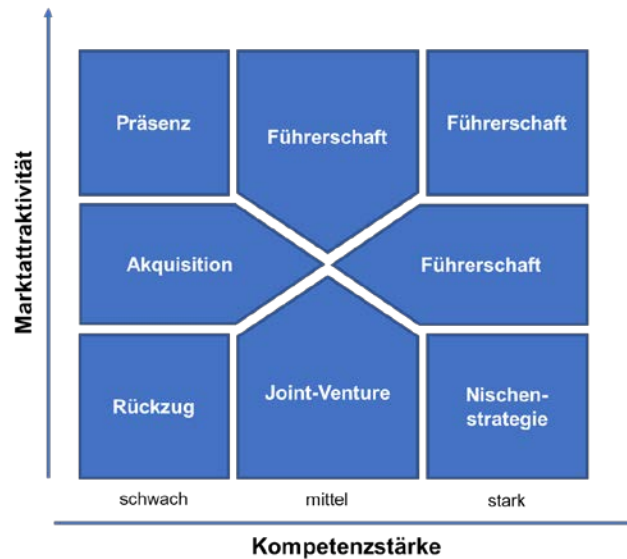 Marktattraktivität
Präsenz
Führerschaft
Führerschaft
Akquisition
Führerschaft
Rückzug
Joint-Venture
Nischen-
strategie
schwach
mittel
stark
Kompetenzstärke